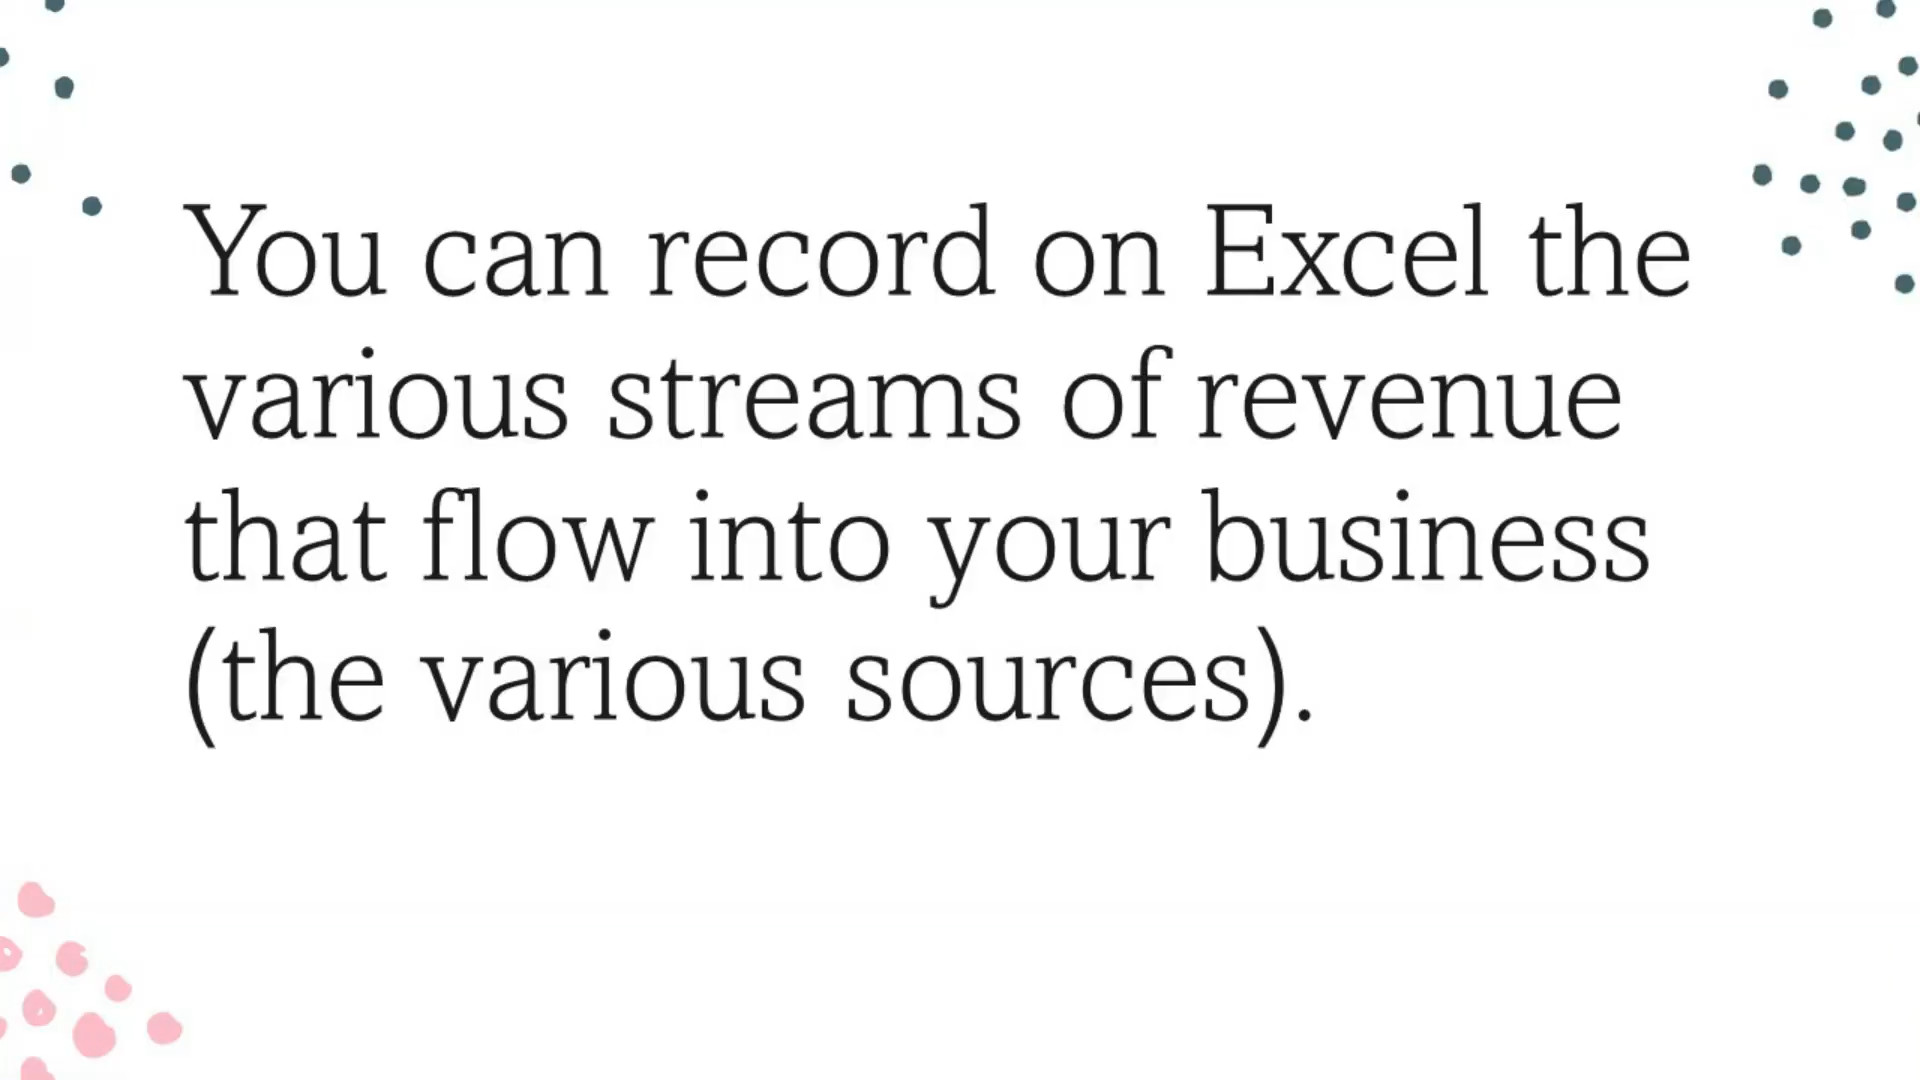 You can record on Excel the
various streams of revenue
that flow into your business
(the various sources).